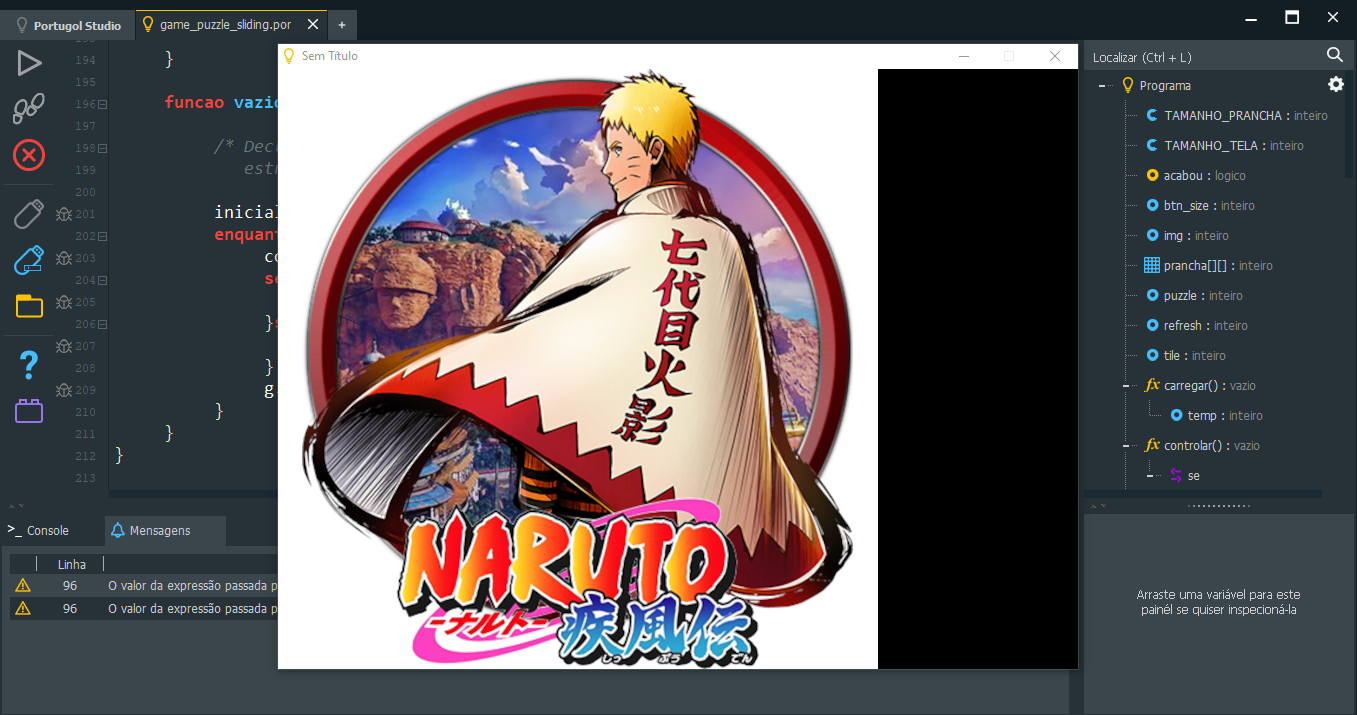 Portugol Studio
game_puzzle_sliding.por
+
Sem Título
Localizar (Ctrl + L)
194 }
195
196 funcao vazio
197
198 /* Decl
199 estr
200
201 inicial
202 enquant
203 co
204 se
205
206 }s
207
208 }
209 g
210 }
211 }
212 }
213
七代目火影
NARUTO
-ナルト-
疾風伝
しっ ぷう でん
Programa
TAMANHO_PRANCHA : inteiro
TAMANHO_TELA : inteiro
acabou : logico
btn_size : inteiro
img : inteiro
prancha[][] : inteiro
puzzle : inteiro
refresh : inteiro
tile : inteiro
fx carregar() : vazio
temp : inteiro
fx controlar() : vazio
se
>_ Console
Mensagens
Linha
96 O valor da expressão passada p
96 O valor da expressão passada p
Arraste uma variável para este
painél se quiser inspecioná-la